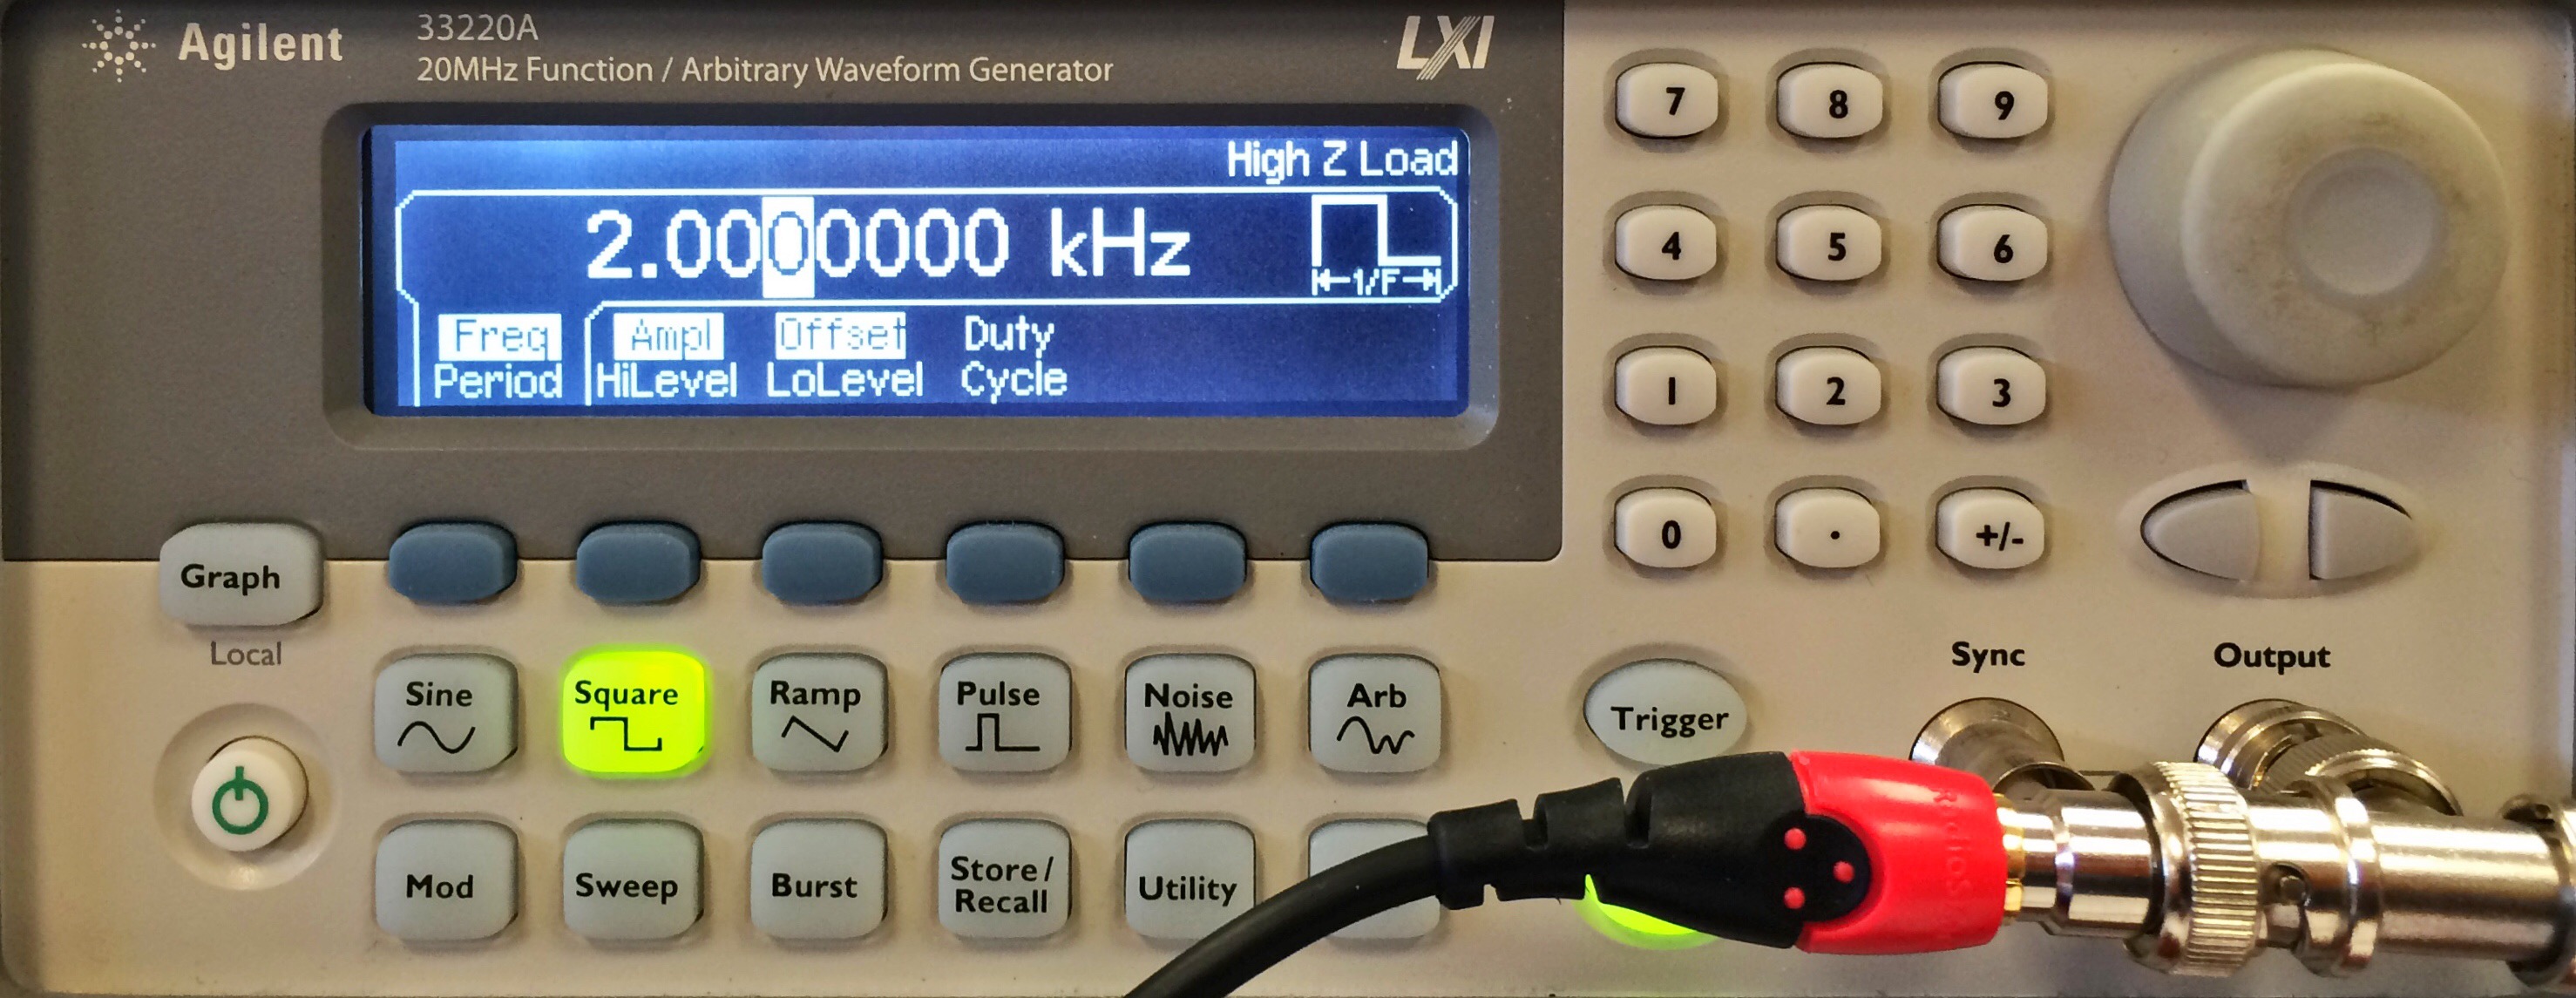 Agilent
33220A
20MHz Function / Arbitrary Waveform Generator
LXI
High Z Load
2.0000000 kHz
1/F
Freq
Period
Ampl
HiLevel
Offset
LoLevel
Duty
Cycle
7 8 9
4 5 6
1 2 3
0 . +/-
Graph
Local
Sync
Output
Sine
Square
Ramp
Pulse
Noise
Arb
Trigger
Mod
Sweep
Burst
Store/
Recall
Utility